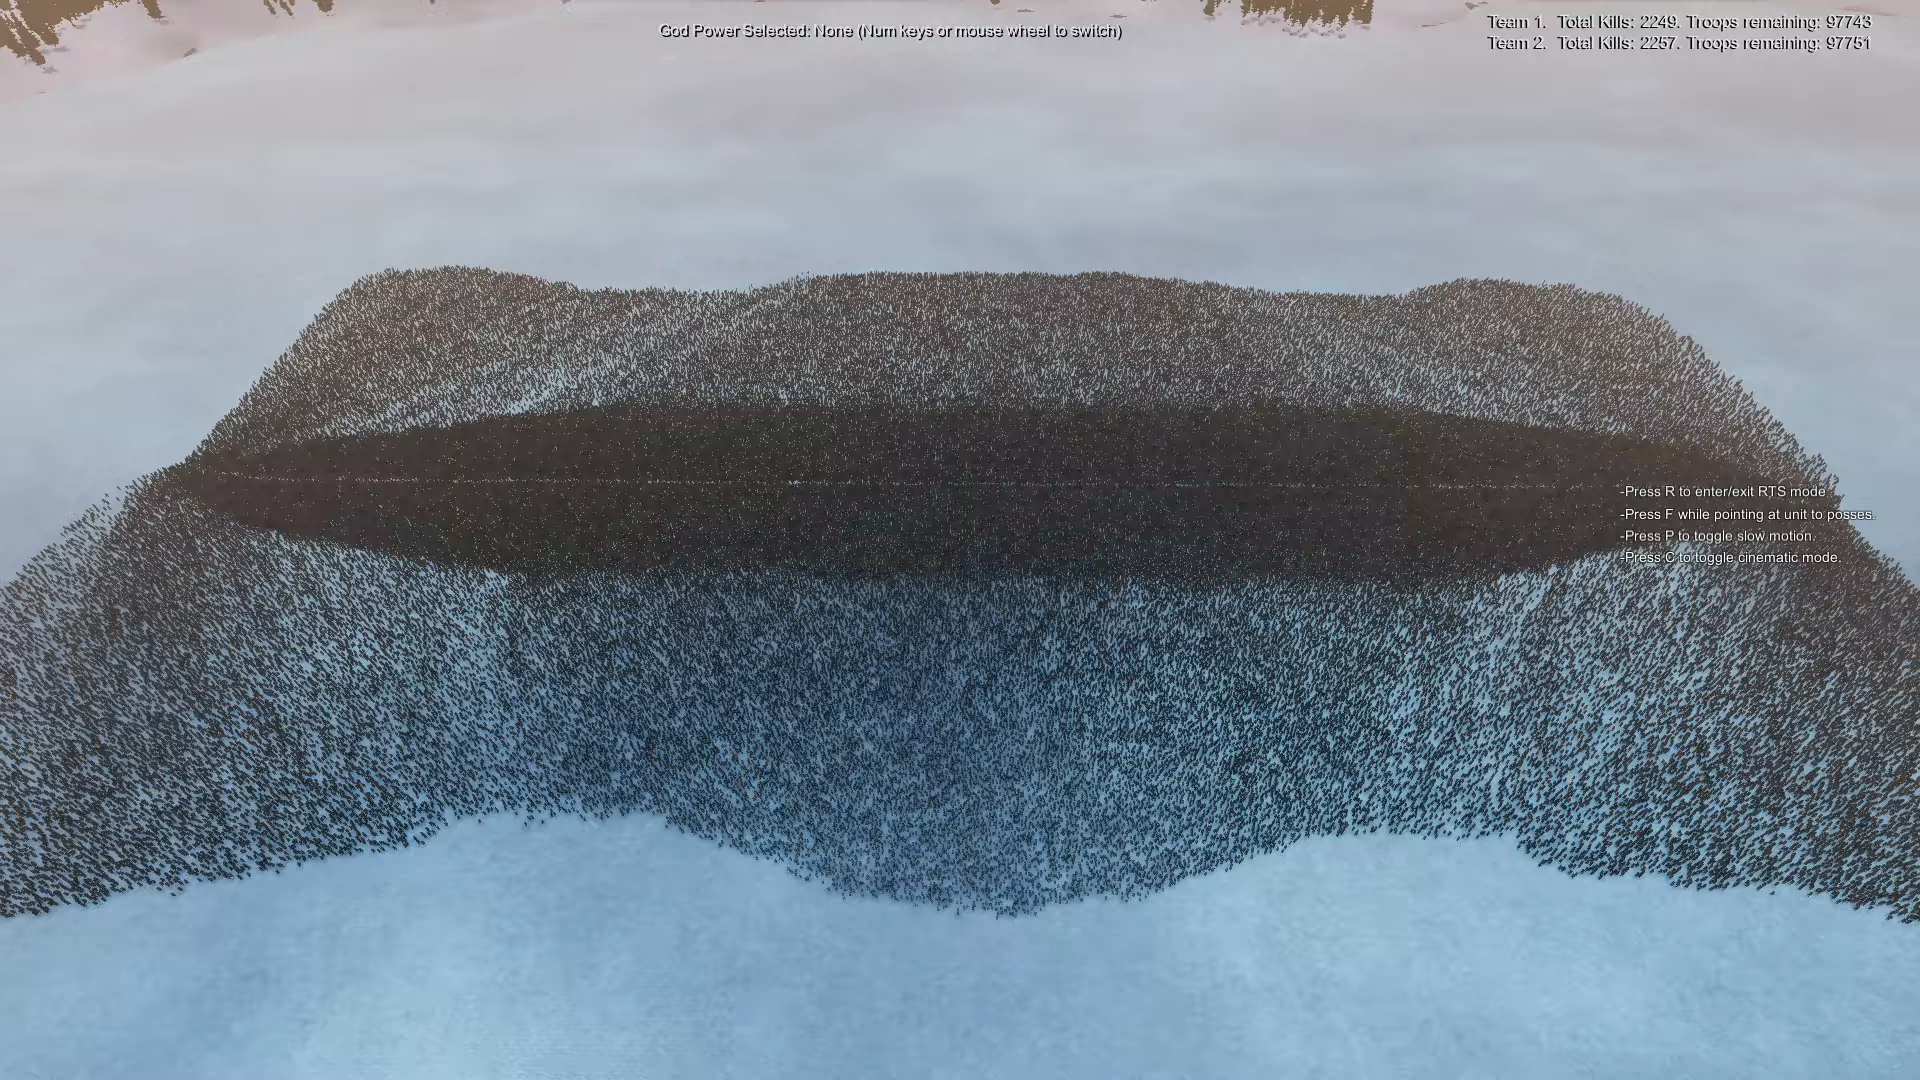 God Power Selected: None (Num keys or mouse wheel to switch)
Team 1.  Total Kills: 2249. Troops remaining: 97743
Team 2.  Total Kills: 2257. Troops remaining: 97751
-Press R to enter/exit RTS mode
-Press F while pointing at unit to posses.
-Press P to toggle slow motion.
-Press C to toggle cinematic mode.